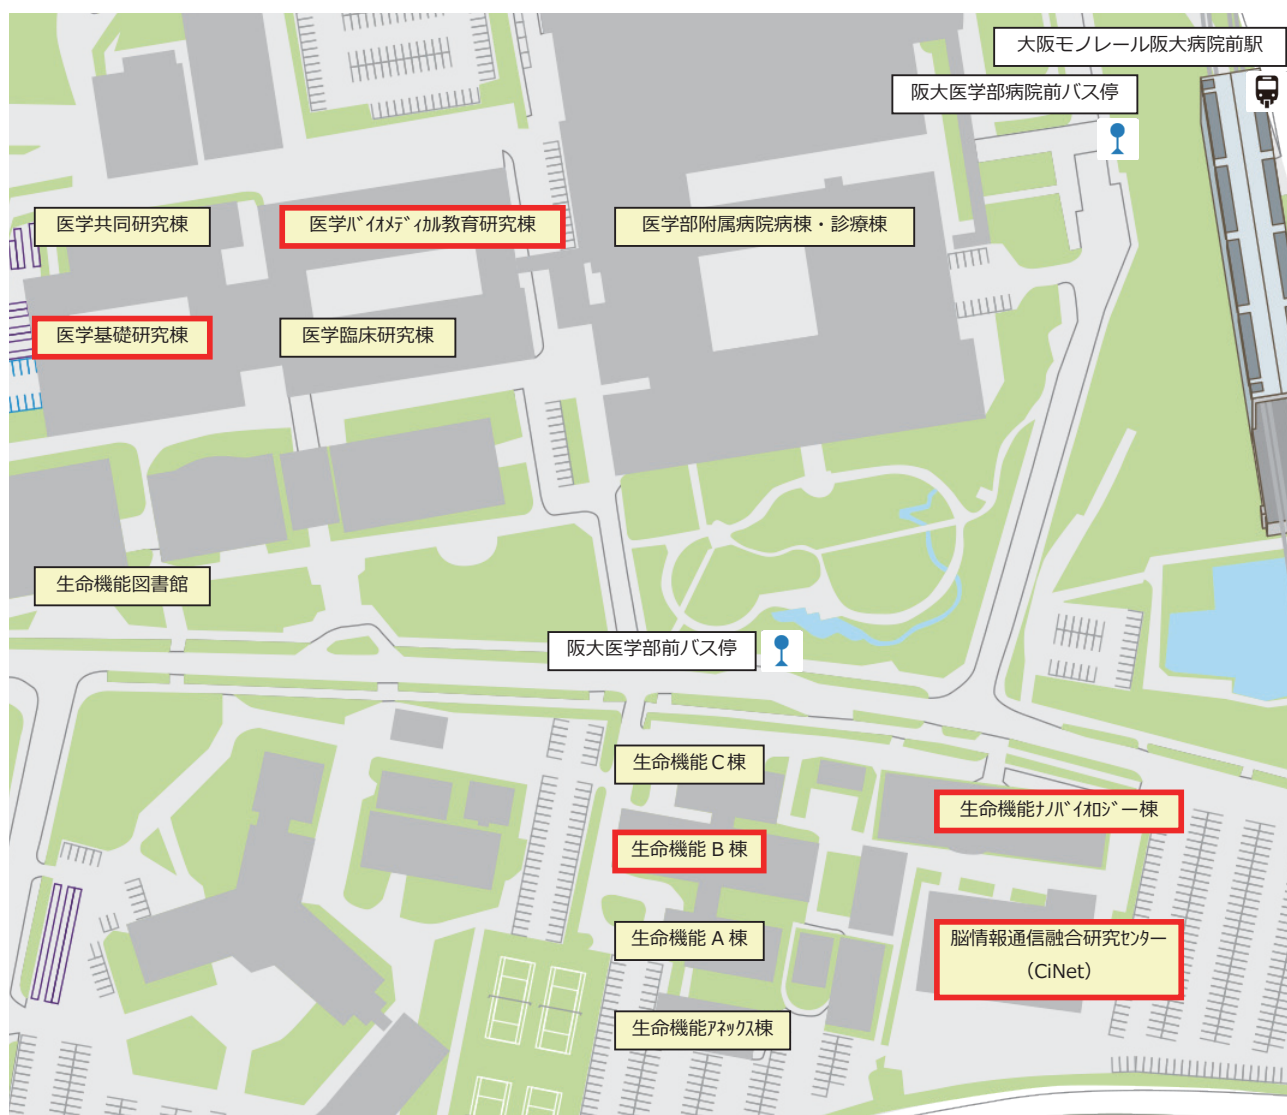 大阪モノレール阪大病院前駅
阪大医学部病院前バス停
医学共同研究棟
医学ﾊﾞｲｵﾒﾃﾞｨｶﾙ教育研究棟
医学部附属病院病棟・診療棟
医学基礎研究棟
医学臨床研究棟
生命機能図書館
阪大医学部前バス停
生命機能Ｃ棟
生命機能ﾅﾉﾊﾞｲｵﾛｼﾞｰ棟
生命機能 B 棟
生命機能 A 棟
脳情報通信融合研究ｾﾝﾀｰ
（CiNet）
生命機能ｱﾈｯｸｽ棟